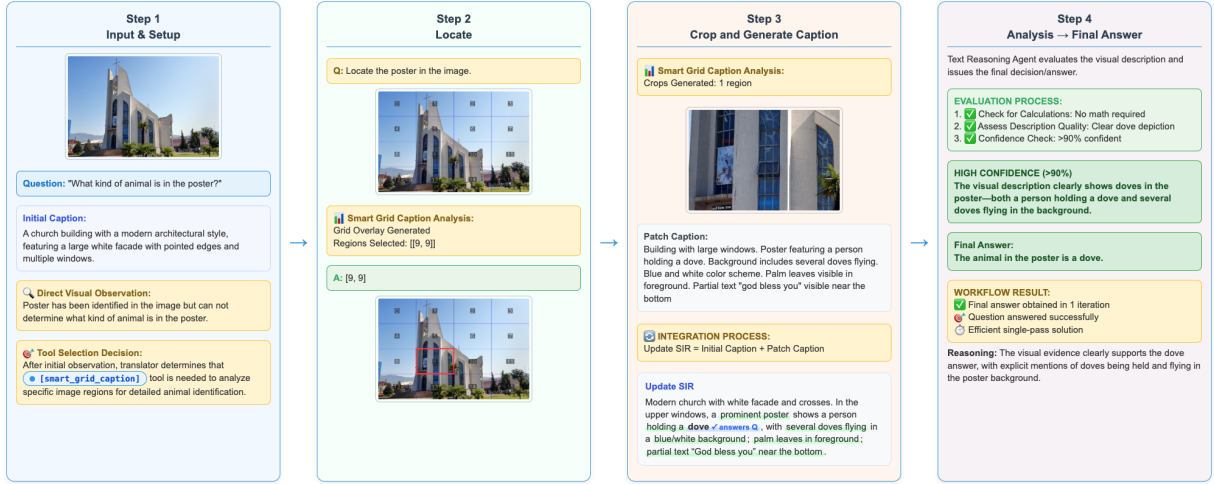 Step 1
Input & Setup
Question: "What kind of animal is in the poster?"
Initial Caption:
A church building with a modern architectural style,
featuring a large white facade with pointed edges and
multiple windows.
Direct Visual Observation:
Poster has been identified in the image but can not
determine what kind of animal is in the poster.
Tool Selection Decision:
After initial observation, translator determines that
[smart_grid_caption] tool is needed to analyze
specific image regions for detailed animal identification.
Step 2
Locate
Q: Locate the poster in the image.
Smart Grid Caption Analysis:
Grid Overlay Generated
Regions Selected: [[9, 9]]
A: [9, 9]
Step 3
Crop and Generate Caption
Smart Grid Caption Analysis:
Crops Generated: 1 region
Patch Caption:
Building with large windows. Poster featuring a person
holding a dove. Background includes several doves flying.
Blue and white color scheme. Palm leaves visible in
foreground. Partial text "god bless you" visible near the
bottom
INTEGRATION PROCESS:
Update SIR = Initial Caption + Patch Caption
Update SIR
Modern church with white facade and crosses. In the
upper windows, a prominent poster shows a person
holding a dove ✓ answers Q , with several doves flying in
a blue/white background ; palm leaves in foreground ;
partial text “God bless you” near the bottom .
Step 4
Analysis → Final Answer
Text Reasoning Agent evaluates the visual description and
issues the final decision/answer.
EVALUATION PROCESS:
1. ✅ Check for Calculations: No math required
2. ✅ Assess Description Quality: Clear dove depiction
3. ✅ Confidence Check: >90% confident
HIGH CONFIDENCE (>90%)
The visual description clearly shows doves in the
poster—both a person holding a dove and several
doves flying in the background.
Final Answer:
The animal in the poster is a dove.
WORKFLOW RESULT:
✅ Final answer obtained in 1 iteration
Question answered successfully
Efficient single-pass solution
Reasoning: The visual evidence clearly supports the dove
answer, with explicit mentions of doves being held and flying in
the poster background.